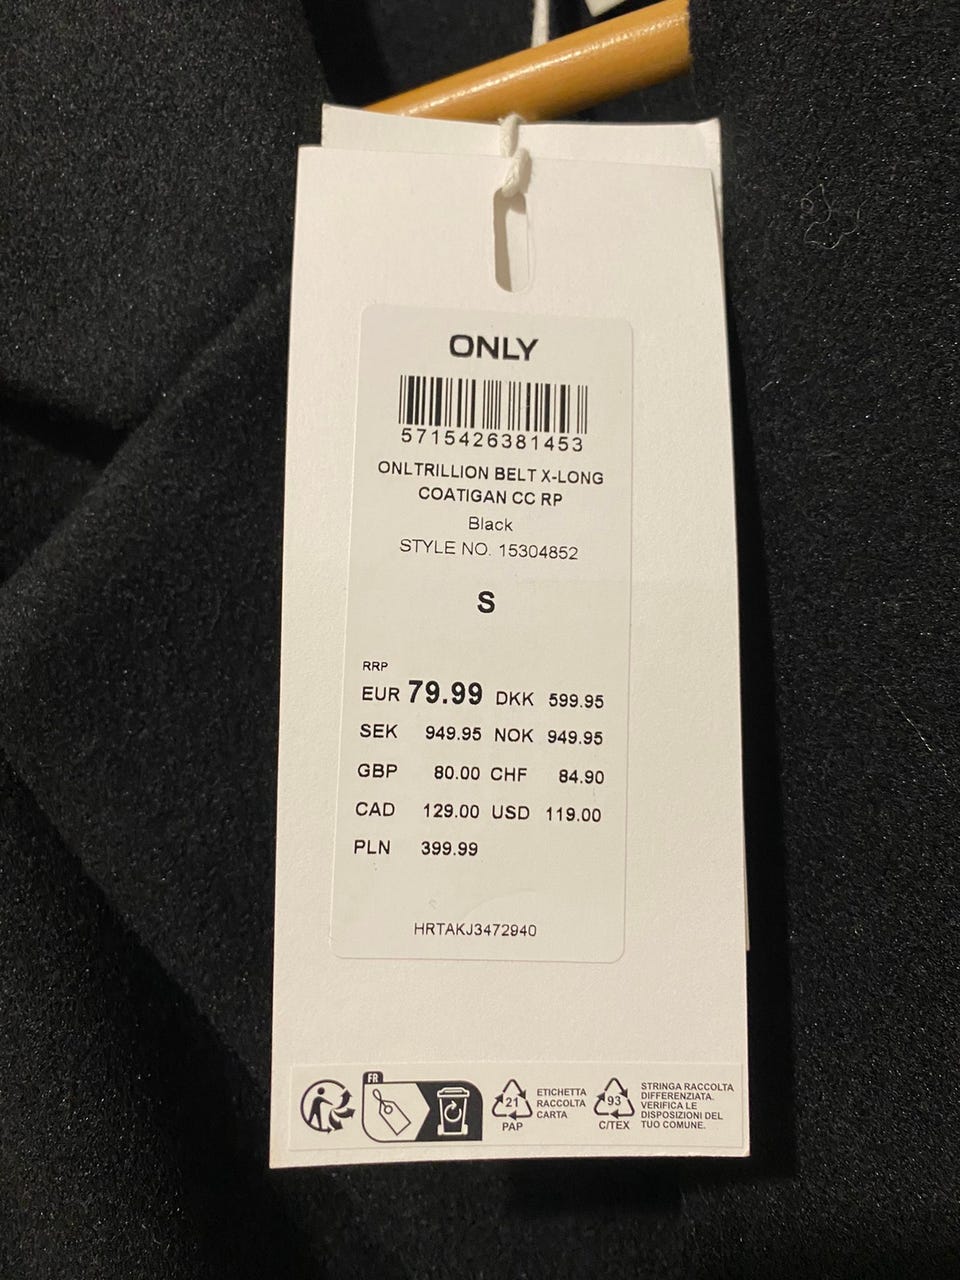 ONLY
5715426381453
ONLTRILLION BELT X-LONG
COATIGAN CC RP
Black
STYLE NO. 15304852
S
RRP
EUR 79.99 DKK 599.95
SEK 949.95 NOK 949.95
GBP 80.00 CHF 84.90
CAD 129.00 USD 119.00
PLN 399.99
HRTAKJ3472940
FR
21
PAP
ETICHETTA
RACCOLTA
CARTA
93
C/TEX
STRINGA RACCOLTA
DIFFERENZIATA.
VERIFICA LE
DISPOSIZIONI DEL
TUO COMUNE.